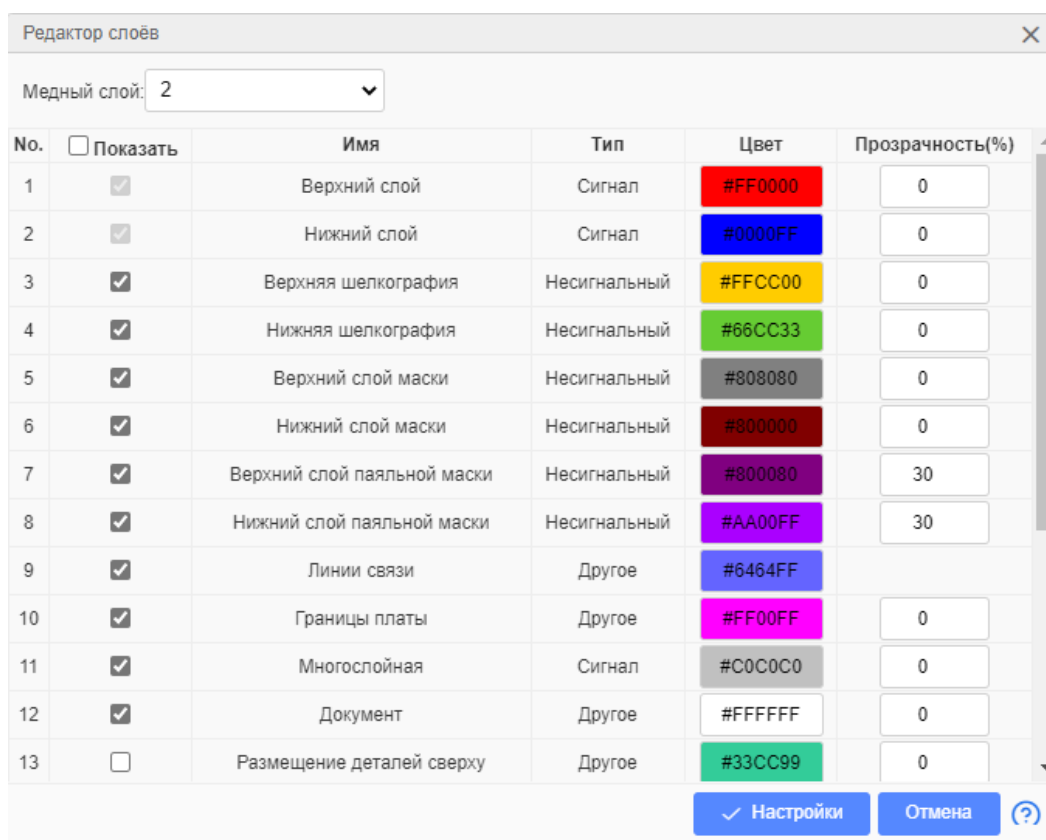 Редактор слоёв
Медный слой: 2
No. Показать Имя Тип Цвет Прозрачность(%)
1 Верхний слой Сигнал #FF0000 0
2 Нижний слой Сигнал #0000FF 0
3 Верхняя шелкография Несигнальный #FFCC00 0
4 Нижняя шелкография Несигнальный #66CC33 0
5 Верхний слой маски Несигнальный #808080 0
6 Нижний слой маски Несигнальный #800000 0
7 Верхний слой паяльной маски Несигнальный #800080 30
8 Нижний слой паяльной маски Несигнальный #AA00FF 30
9 Линии связи Другое #6464FF
10 Границы платы Другое #FF00FF 0
11 Многослойная Сигнал #C0C0C0 0
12 Документ Другое #FFFFFF 0
13 Размещение деталей сверху Другое #33CC99 0
Настройки Отмена ?